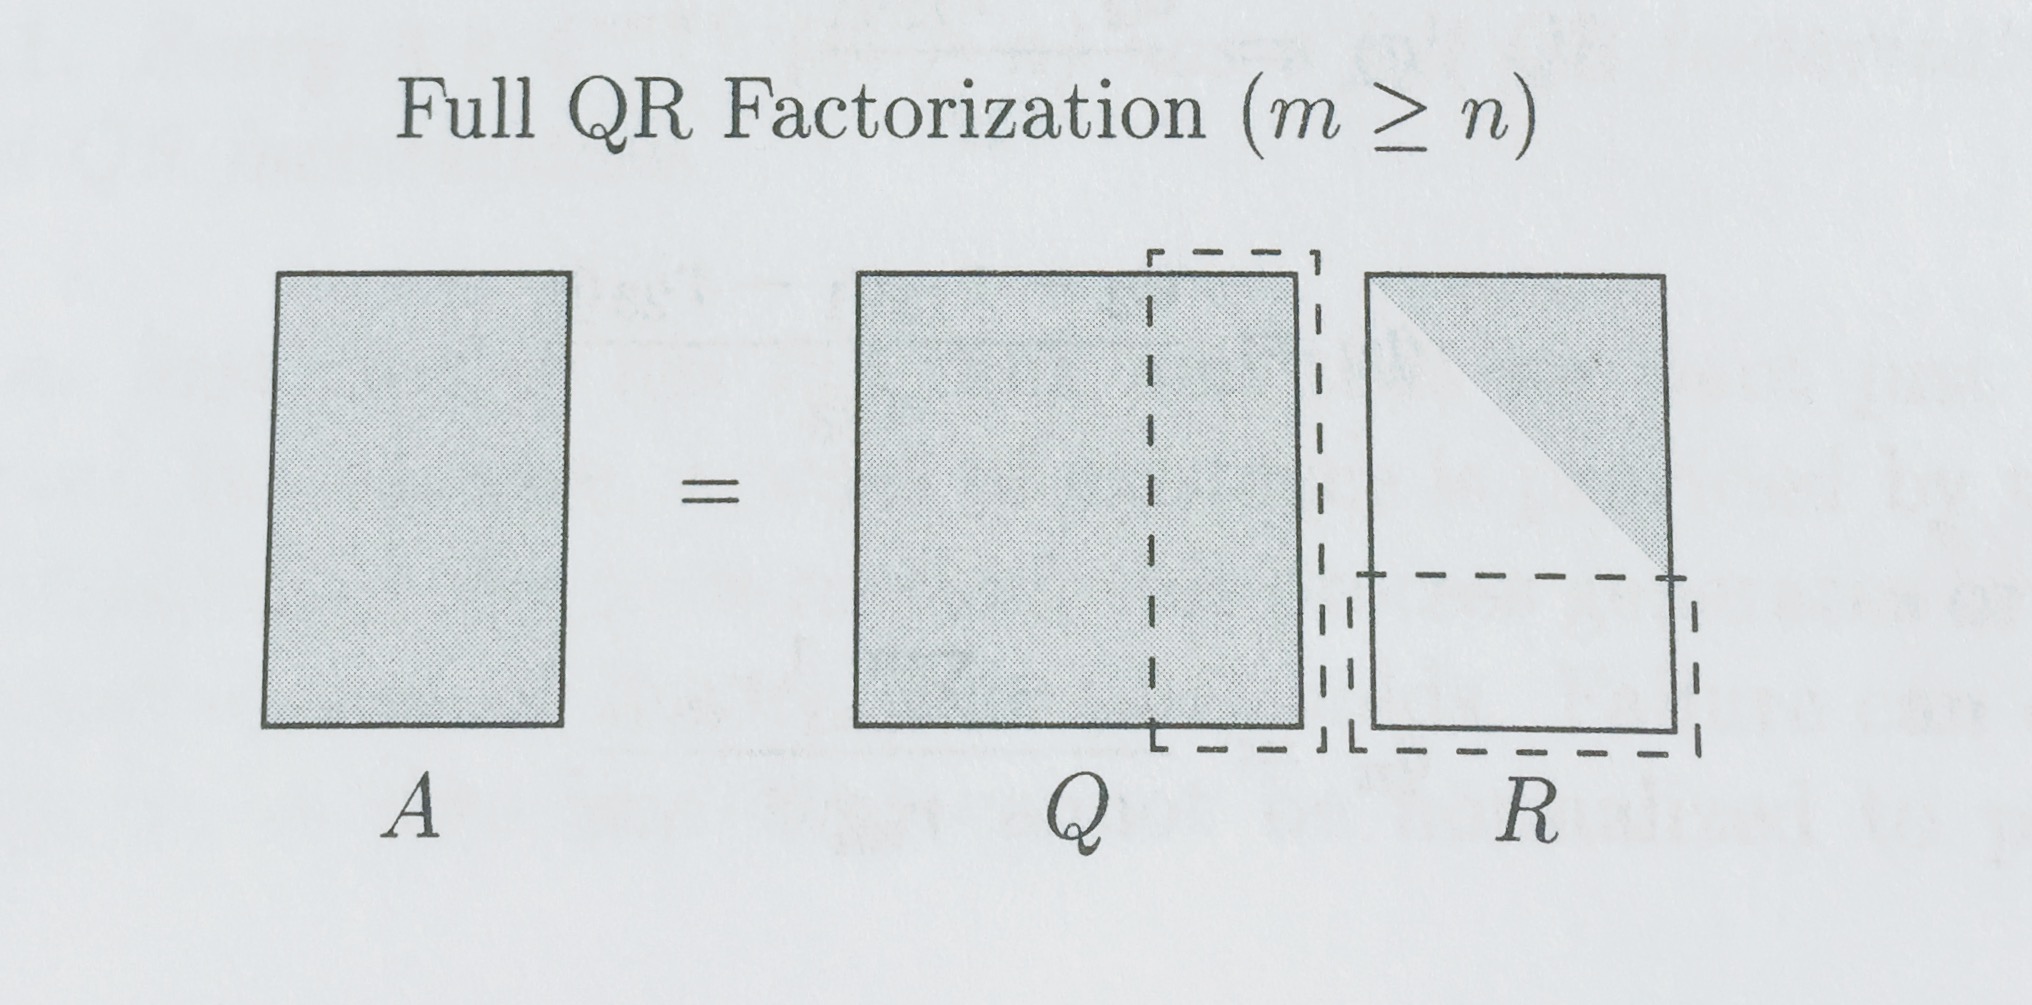 Full QR Factorization (m ≥ n)
=
A Q R